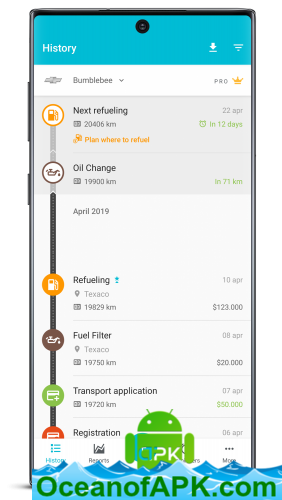 History
Bumblebee
PRO
Next refueling
22 apr
20406 km
In 12 days
Plan where to refuel
Oil Change
19900 km
In 71 km
April 2019
Refueling
10 apr
Texaco
19829 km
$123.000
Fuel Filter
08 apr
Texaco
19750 km
$20.000
Transport application
07 apr
19720 km
$50.000
Registration
06 apr
History
Reports
More
OceanofAPK.com